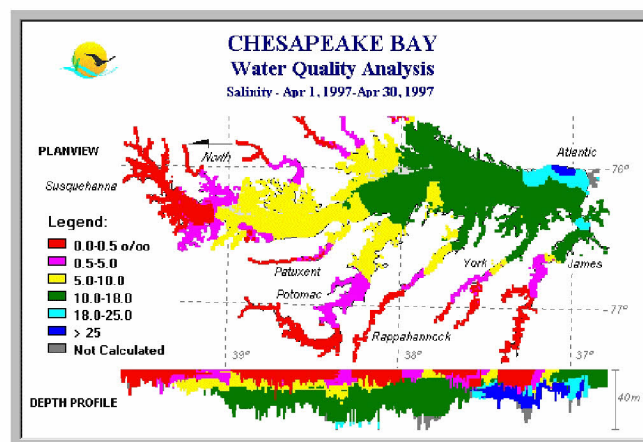 CHESAPEAKE BAY
Water Quality Analysis
Salinity - Apr 1, 1997-Apr 30, 1997
PLANVIEW
North
Atlantic
76°
Susquehanna
Legend:
0.0-0.5 o/oo
0.5-5.0
5.0-10.0
10.0-18.0
18.0-25.0
> 25
Not Calculated
Patuxent
York
James
Potomac
77°
Rappahannock
39°
38°
37°
DEPTH PROFILE
40m